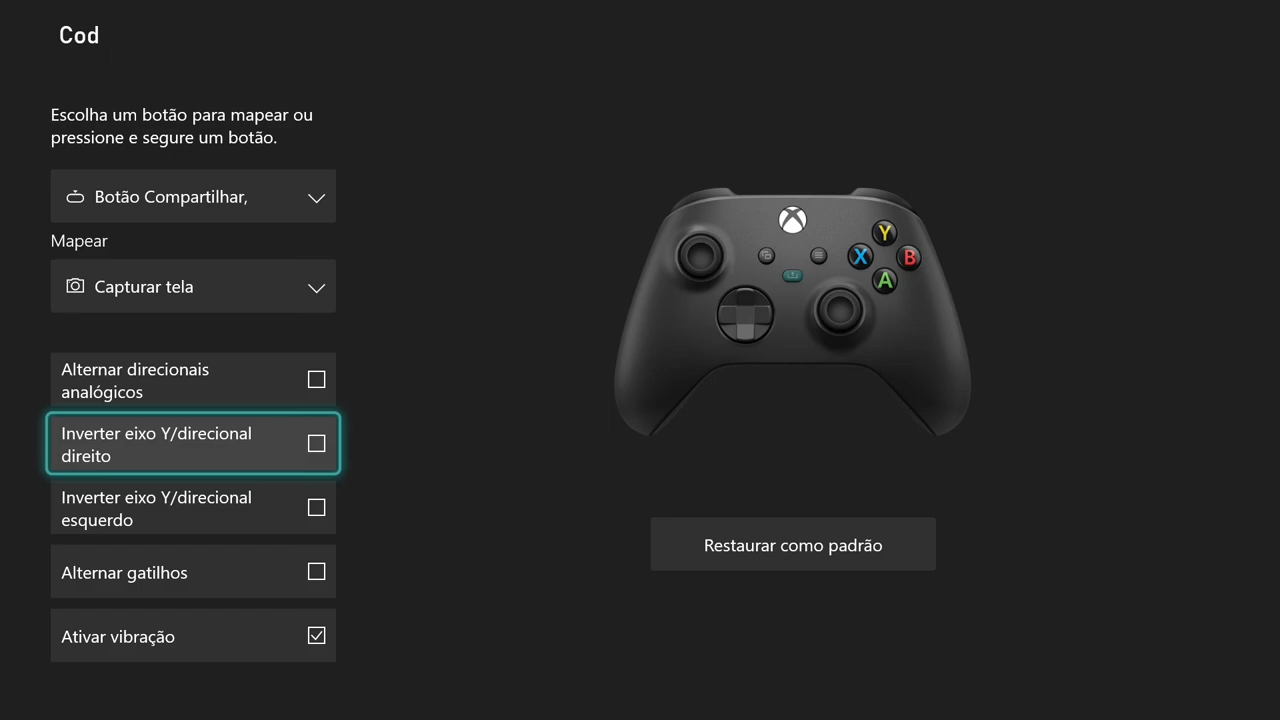 Cod
Escolha um botão para mapear ou
pressione e segure um botão.
Botão Compartilhar,
Mapear
Capturar tela
Alternar direcionais
analógicos
Inverter eixo Y/direcional
direito
Inverter eixo Y/direcional
esquerdo
Alternar gatilhos
Ativar vibração
Y
X
B
A
Restaurar como padrão